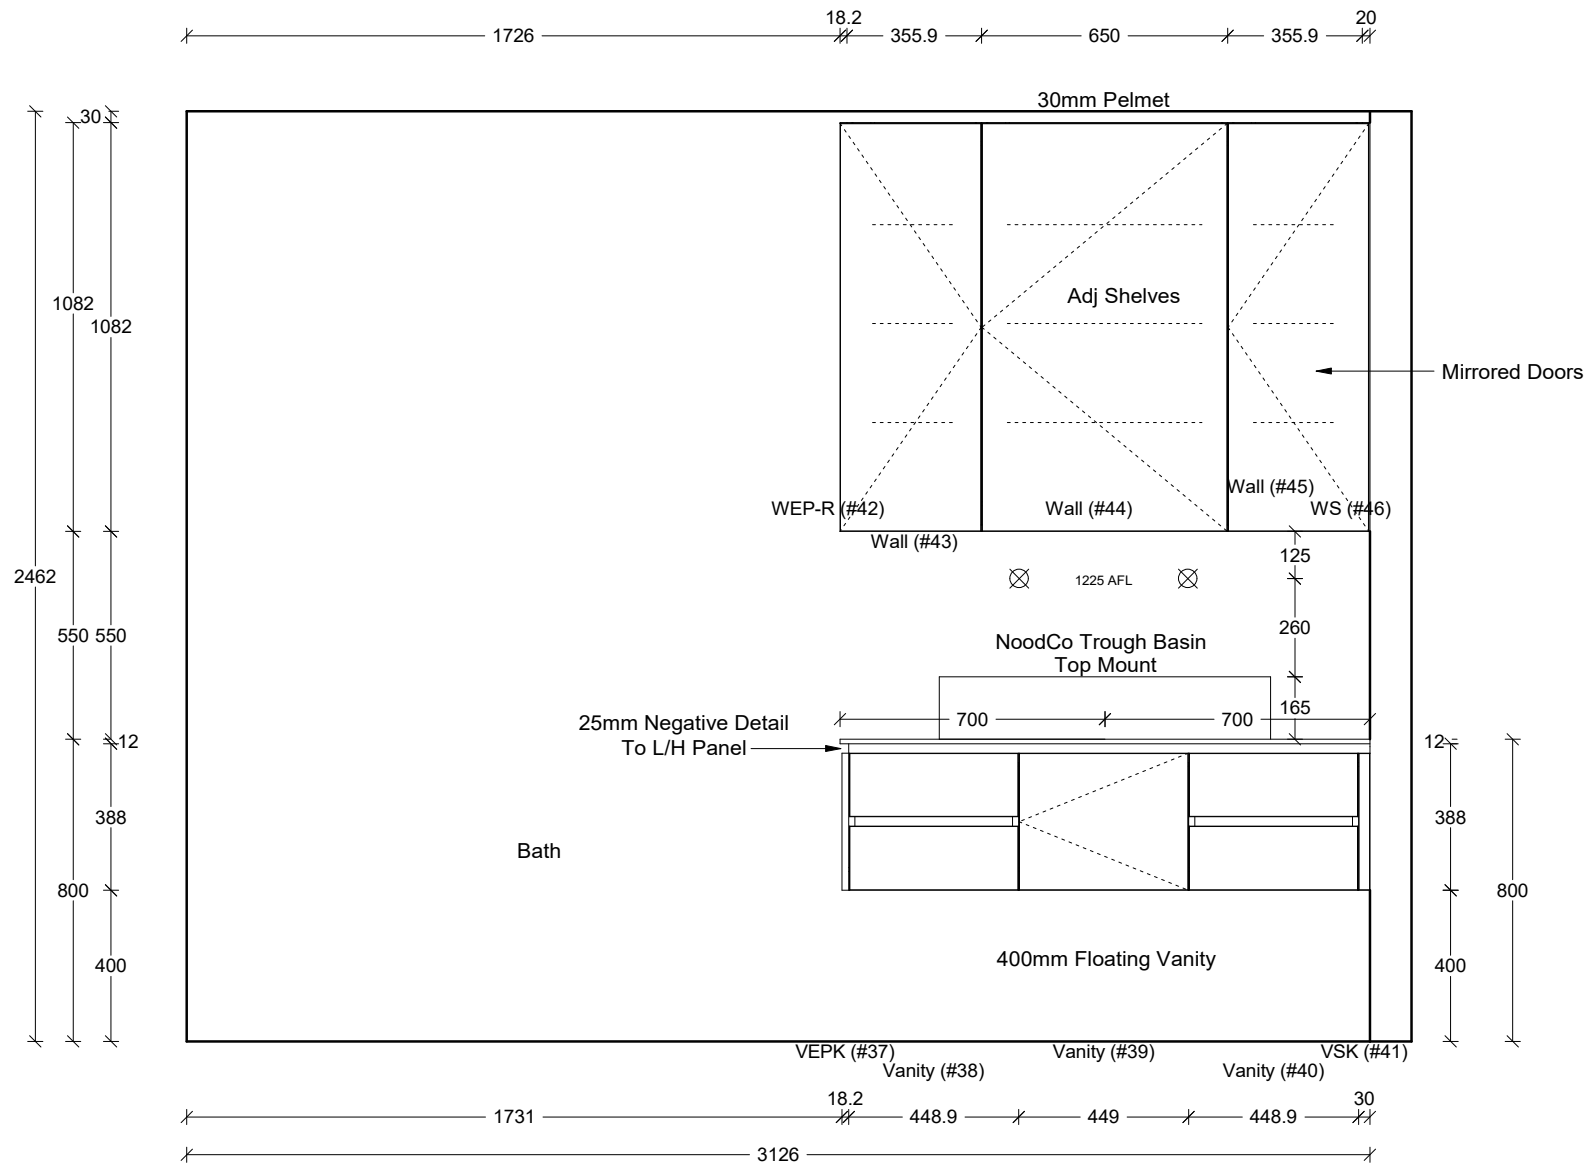 18.2 20
1726 355.9 650 355.9
30mm Pelmet
30
1082
1082
Adj Shelves
Mirrored Doors
Wall (#45)
WEP-R (#42) Wall (#44) WS (#46)
Wall (#43)
125
2462
1225 AFL
550 550
260
NoodCo Trough Basin
Top Mount
165
25mm Negative Detail
To L/H Panel
700 700
12 12
388 388
Bath
800 800
400mm Floating Vanity
400 400
VEPK (#37) Vanity (#39) VSK (#41)
Vanity (#38) Vanity (#40)
18.2 30
1731 448.9 449 448.9
3126